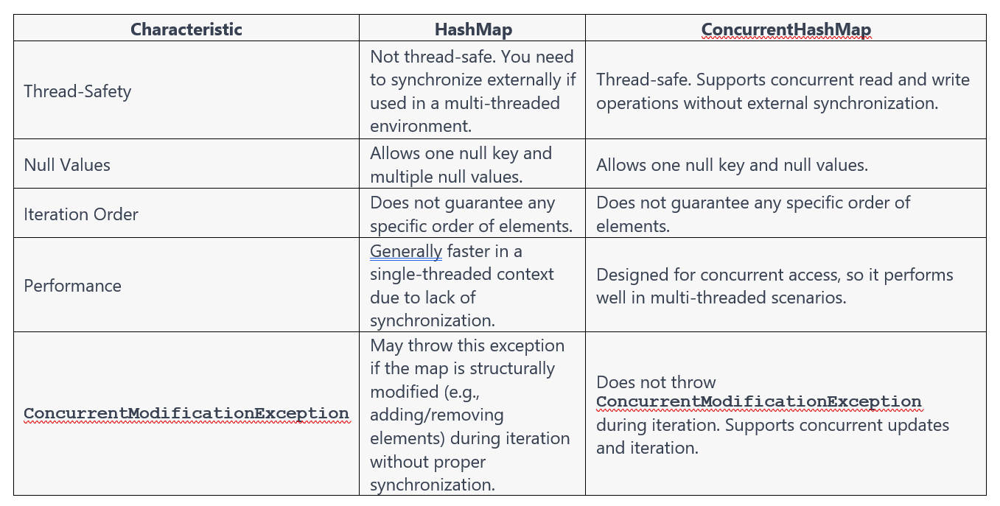 Characteristic
HashMap
ConcurrentHashMap
Thread-Safety
Not thread-safe. You need
to synchronize externally if
used in a multi-threaded
environment.
Thread-safe. Supports concurrent read and write
operations without external synchronization.
Null Values
Allows one null key and
multiple null values.
Allows one null key and null values.
Iteration Order
Does not guarantee any
specific order of elements.
Does not guarantee any specific order of
elements.
Performance
Generally faster in a
single-threaded context
due to lack of
synchronization.
Designed for concurrent access, so it performs
well in multi-threaded scenarios.
ConcurrentModificationException
May throw this exception
if the map is structurally
modified (e.g.,
adding/removing
elements) during iteration
without proper
synchronization.
Does not throw
ConcurrentModificationException
during iteration. Supports concurrent updates
and iteration.